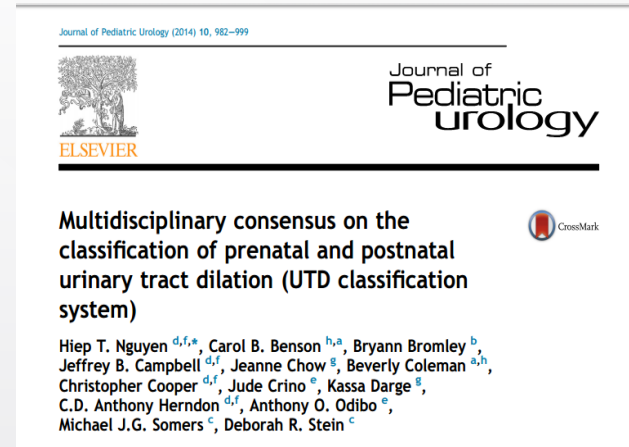 Journal of Pediatric Urology (2014) 10, 982–999
ELSEVIER
Journal of
Pediatric
urology
Multidisciplinary consensus on the
classification of prenatal and postnatal
urinary tract dilation (UTD classification
system)
CrossMark
Hiep T. Nguyen d,f,*, Carol B. Benson h,a, Bryann Bromley b,
Jeffrey B. Campbell d,f, Jeanne Chow g, Beverly Coleman a,h,
Christopher Cooper d,f, Jude Crino e, Kassa Darge g,
C.D. Anthony Herndon d,f, Anthony O. Odibo e,
Michael J.G. Somers c, Deborah R. Stein c